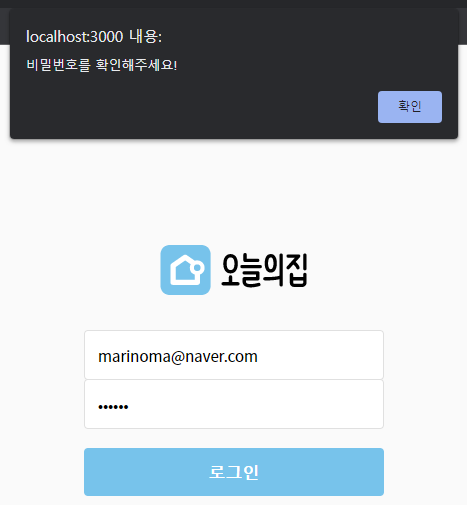 localhost:3000 내용:
비밀번호를 확인해주세요!
확인
오늘의집
marinoma@naver.com
••••••
로그인